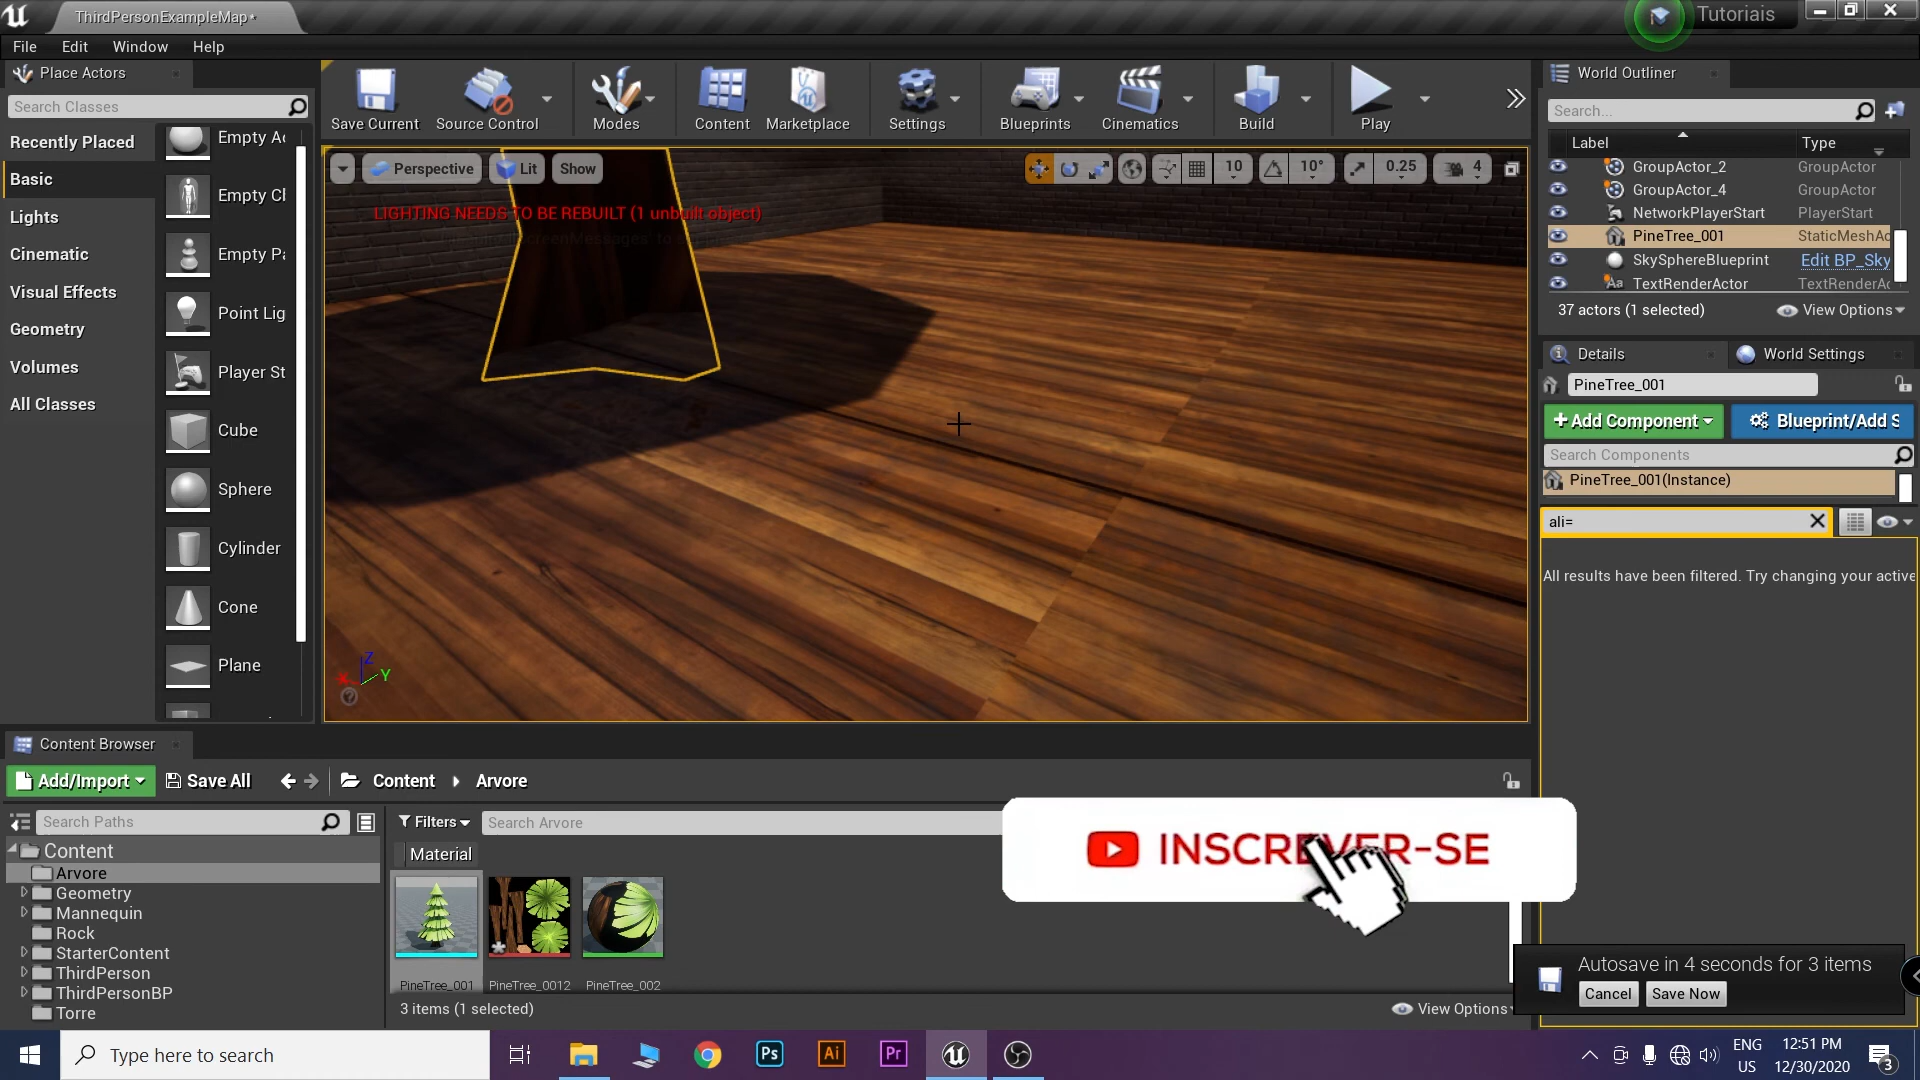 ThirdPersonExampleMap*
Tutoriais
File Edit Window Help
Place Actors
Search Classes
Recently Placed
Basic
Lights
Cinematic
Visual Effects
Geometry
Volumes
All Classes
Empty Ac
Empty Cl
Empty Pa
Point Lig
Player St
Cube
Sphere
Cylinder
Cone
Plane
Save Current
Source Control
Modes
Content
Marketplace
Settings
Blueprints
Cinematics
Build
Play
Perspective
Lit
Show
10
10°
0.25
4
LIGHTING NEEDS TO BE REBUILT (1 unbuilt object)
X
Z
Y
World Outliner
Search...
Label Type
GroupActor_2 GroupActor
GroupActor_4 GroupActor
NetworkPlayerStart PlayerStart
PineTree_001 StaticMeshAc
SkySphereBlueprint Edit BP_Sky
TextRenderActor TextRenderAc
37 actors (1 selected)
View Options
Details
World Settings
PineTree_001
+Add Component
Blueprint/Add S
Search Components
PineTree_001(Instance)
ali=
All results have been filtered. Try changing your active
Content Browser
Add/Import
Save All
Content
Arvore
Search Paths
Filters
Search Arvore
Content
Arvore
Geometry
Mannequin
Rock
StarterContent
ThirdPerson
ThirdPersonBP
Torre
Material
PineTree_001
PineTree_0012
PineTree_002
3 items (1 selected)
View Options
INSCREVER-SE
Autosave in 4 seconds for 3 items
Cancel
Save Now
Type here to search
Ps
Ai
Pr
ENG
US
12:51 PM
12/30/2020
3